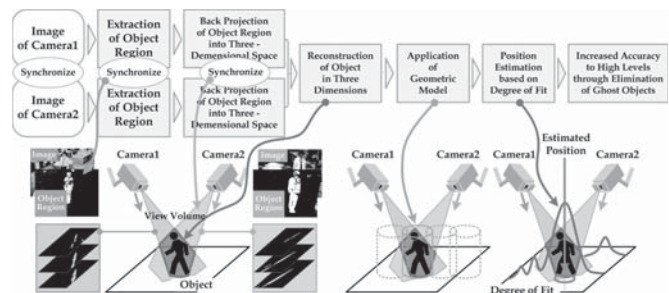 Image
of Camera1
Extraction
of Object
Region
Back Projection
of Object Region
into Three -
Demensional Space
Synchronize
Synchronize
Synchronize
Image
of Camera2
Extraction
of Object
Region
Back Projection
of Object Region
into Three -
Demensional Space
Reconstruction
of Object
in Three
Dimensions
Application
of
Geometric
Model
Position
Estimation
based on
Degree of Fit
Increased Accuracy
to High Levels
through Elimination
of Ghost Objects
Image
Object
Region
Camera1
Camera2
View Volume
Object
Image
Object
Region
Camera1
Camera2
Estimated
Position
Camera1
Camera2
Degree of Fit